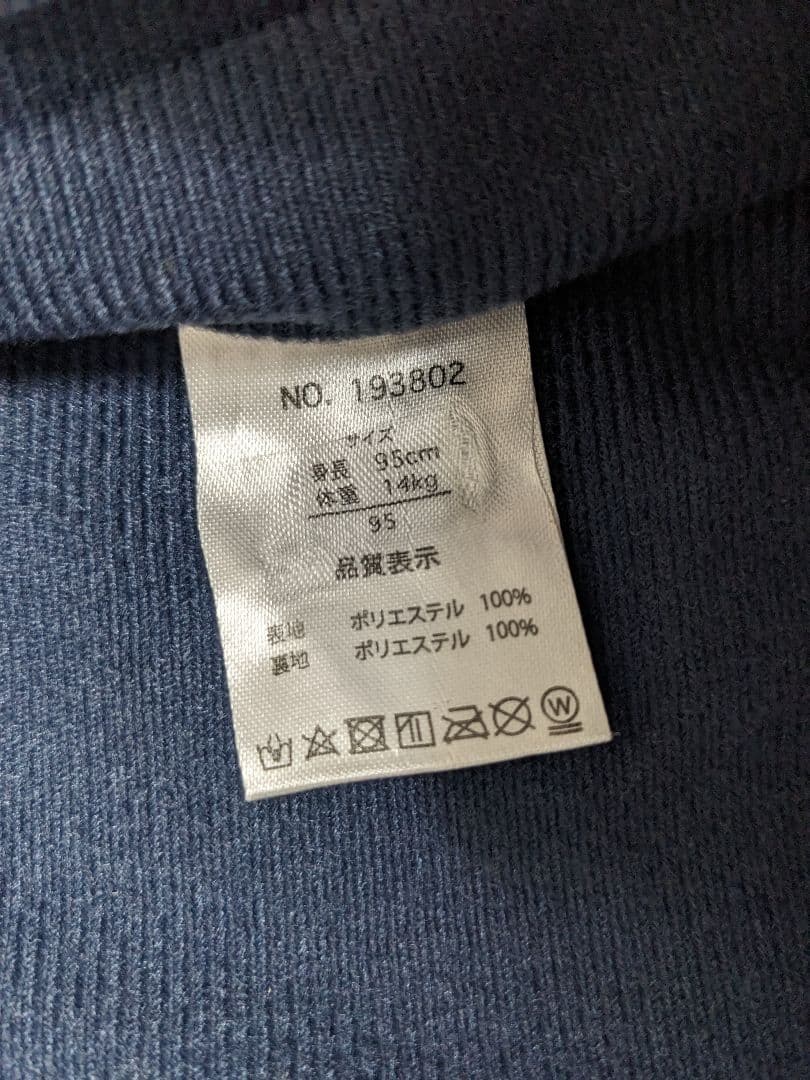 NO. 193802
サイズ
身長 95cm
体重 14kg
95
品質表示
表地 ポリエステル 100%
裏地 ポリエステル 100%
W